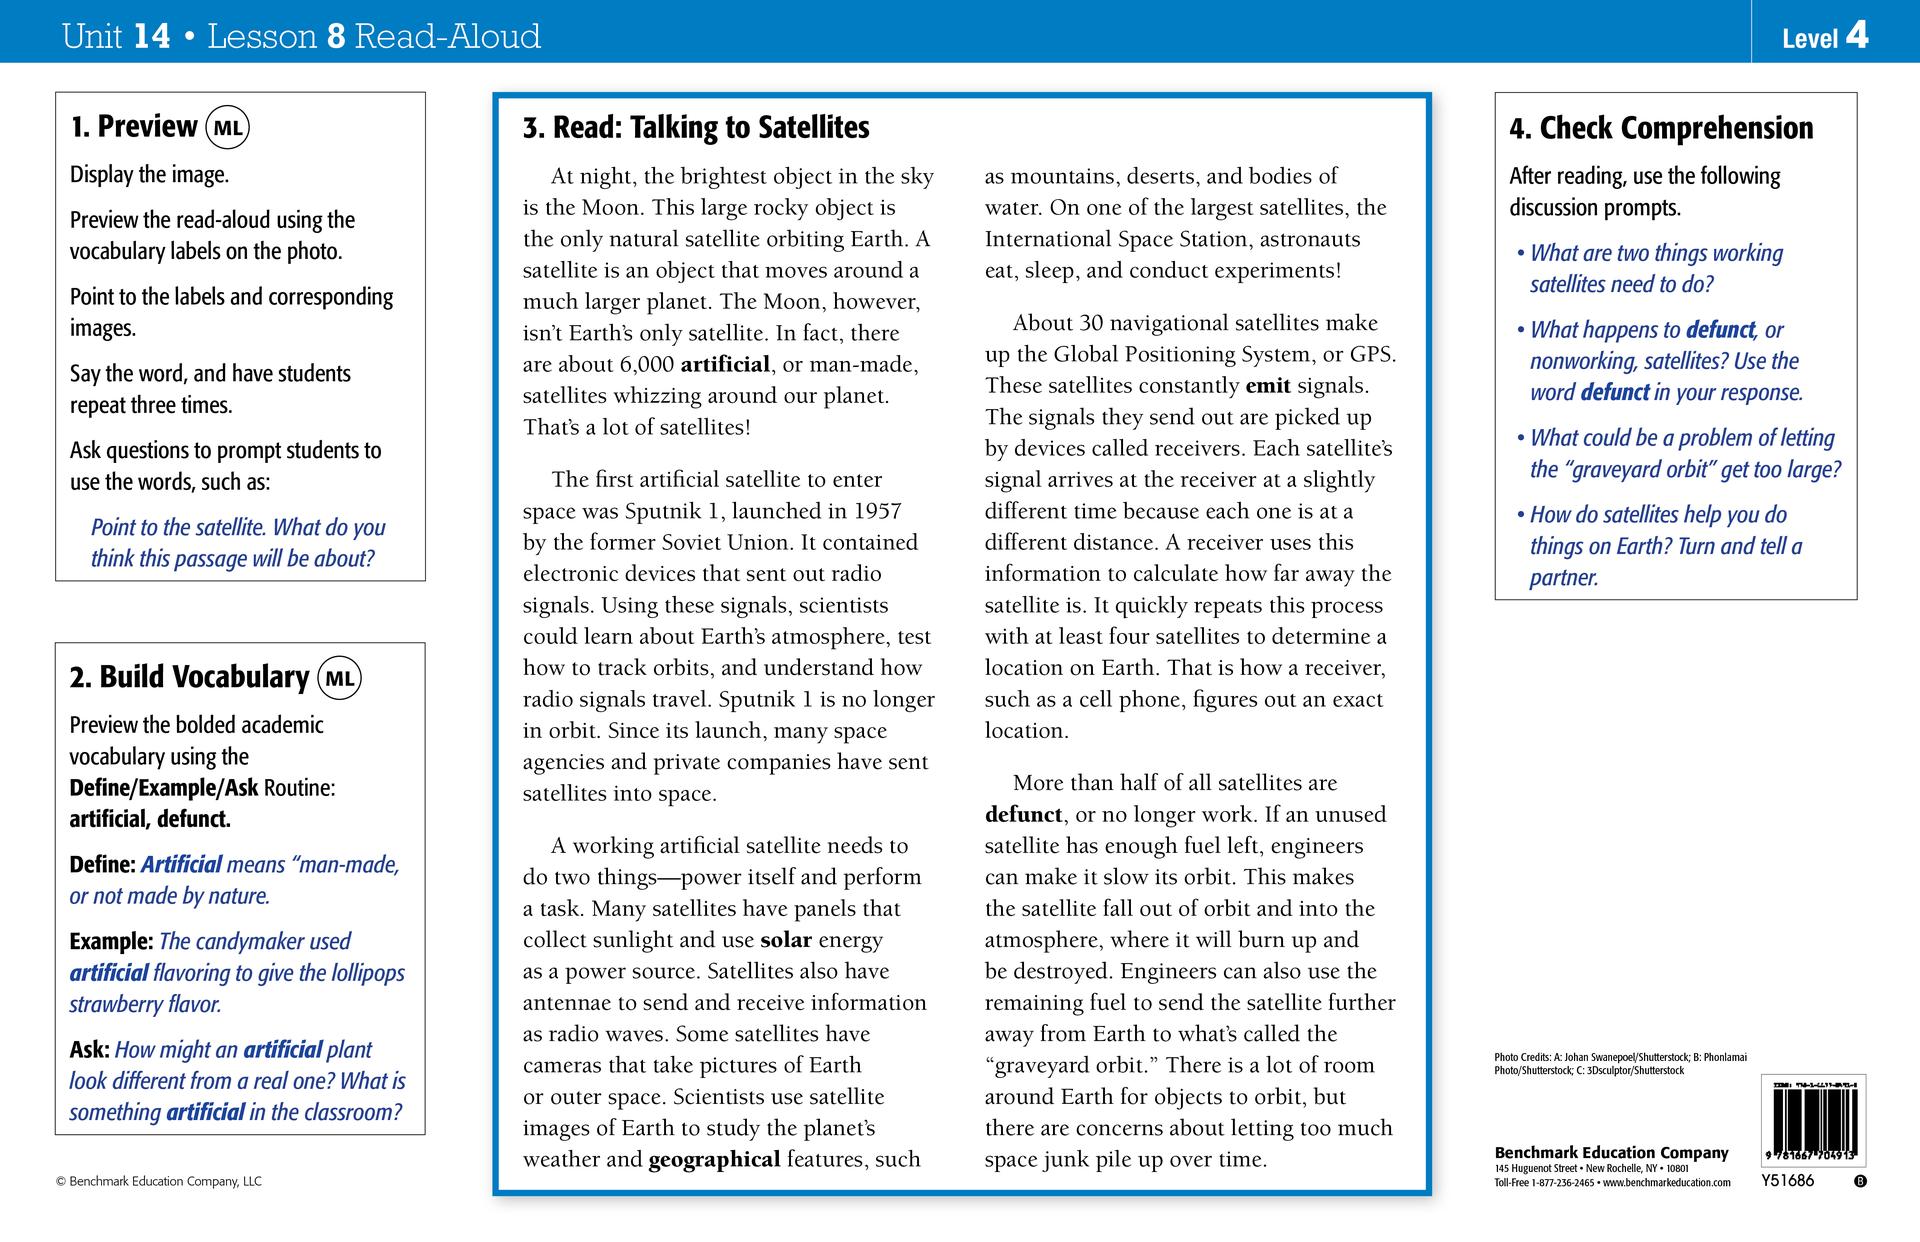 Unit 14 • Lesson 8 Read-Aloud
Level 4
1. Preview ML
Display the image.
Preview the read-aloud using the
vocabulary labels on the photo.
Point to the labels and corresponding
images.
Say the word, and have students
repeat three times.
Ask questions to prompt students to
use the words, such as:
Point to the satellite. What do you
think this passage will be about?
2. Build Vocabulary ML
Preview the bolded academic
vocabulary using the
Define/Example/Ask Routine:
artificial, defunct.
Define: Artificial means “man-made,
or not made by nature.
Example: The candymaker used
artificial flavoring to give the lollipops
strawberry flavor.
Ask: How might an artificial plant
look different from a real one? What is
something artificial in the classroom?
© Benchmark Education Company, LLC
3. Read: Talking to Satellites
At night, the brightest object in the sky
is the Moon. This large rocky object is
the only natural satellite orbiting Earth. A
satellite is an object that moves around a
much larger planet. The Moon, however,
isn’t Earth’s only satellite. In fact, there
are about 6,000 artificial, or man-made,
satellites whizzing around our planet.
That’s a lot of satellites!
The first artificial satellite to enter
space was Sputnik 1, launched in 1957
by the former Soviet Union. It contained
electronic devices that sent out radio
signals. Using these signals, scientists
could learn about Earth’s atmosphere, test
how to track orbits, and understand how
radio signals travel. Sputnik 1 is no longer
in orbit. Since its launch, many space
agencies and private companies have sent
satellites into space.
A working artificial satellite needs to
do two things—power itself and perform
a task. Many satellites have panels that
collect sunlight and use solar energy
as a power source. Satellites also have
antennae to send and receive information
as radio waves. Some satellites have
cameras that take pictures of Earth
or outer space. Scientists use satellite
images of Earth to study the planet’s
weather and geographical features, such
as mountains, deserts, and bodies of
water. On one of the largest satellites, the
International Space Station, astronauts
eat, sleep, and conduct experiments!
About 30 navigational satellites make
up the Global Positioning System, or GPS.
These satellites constantly emit signals.
The signals they send out are picked up
by devices called receivers. Each satellite’s
signal arrives at the receiver at a slightly
different time because each one is at a
different distance. A receiver uses this
information to calculate how far away the
satellite is. It quickly repeats this process
with at least four satellites to determine a
location on Earth. That is how a receiver,
such as a cell phone, figures out an exact
location.
More than half of all satellites are
defunct, or no longer work. If an unused
satellite has enough fuel left, engineers
can make it slow its orbit. This makes
the satellite fall out of orbit and into the
atmosphere, where it will burn up and
be destroyed. Engineers can also use the
remaining fuel to send the satellite further
away from Earth to what’s called the
“graveyard orbit.” There is a lot of room
around Earth for objects to orbit, but
there are concerns about letting too much
space junk pile up over time.
4. Check Comprehension
After reading, use the following
discussion prompts.
• What are two things working
satellites need to do?
• What happens to defunct, or
nonworking, satellites? Use the
word defunct in your response.
• What could be a problem of letting
the “graveyard orbit” get too large?
• How do satellites help you do
things on Earth? Turn and tell a
partner.
Photo Credits: A: Johan Swanepoel/Shutterstock; B: Phonlamai
Photo/Shutterstock; C: 3Dsculptor/Shutterstock
Benchmark Education Company
145 Huguenot Street • New Rochelle, NY • 10801
Toll-Free 1-877-236-2465 • www.benchmarkeducation.com
9 781667 704913
Y51686
B